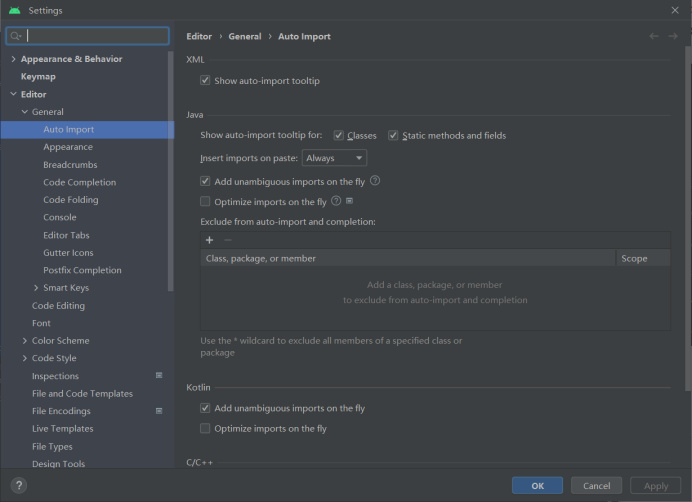 Settings
Appearance & Behavior
Keymap
Editor
General
Auto Import
Appearance
Breadcrumbs
Code Completion
Code Folding
Console
Editor Tabs
Gutter Icons
Postfix Completion
Smart Keys
Code Editing
Font
Color Scheme
Code Style
Inspections
File and Code Templates
File Encodings
Live Templates
File Types
Design Tools
Editor › General › Auto Import
XML
Show auto-import tooltip
Java
Show auto-import tooltip for: Classes Static methods and fields
Insert imports on paste: Always
Add unambiguous imports on the fly ?
Optimize imports on the fly ?
Exclude from auto-import and completion:
+ −
Class, package, or member Scope
Add a class, package, or member
to exclude from auto-import and completion
Use the * wildcard to exclude all members of a specified class or
package
Kotlin
Add unambiguous imports on the fly
Optimize imports on the fly
C/C++
? OK Cancel Apply